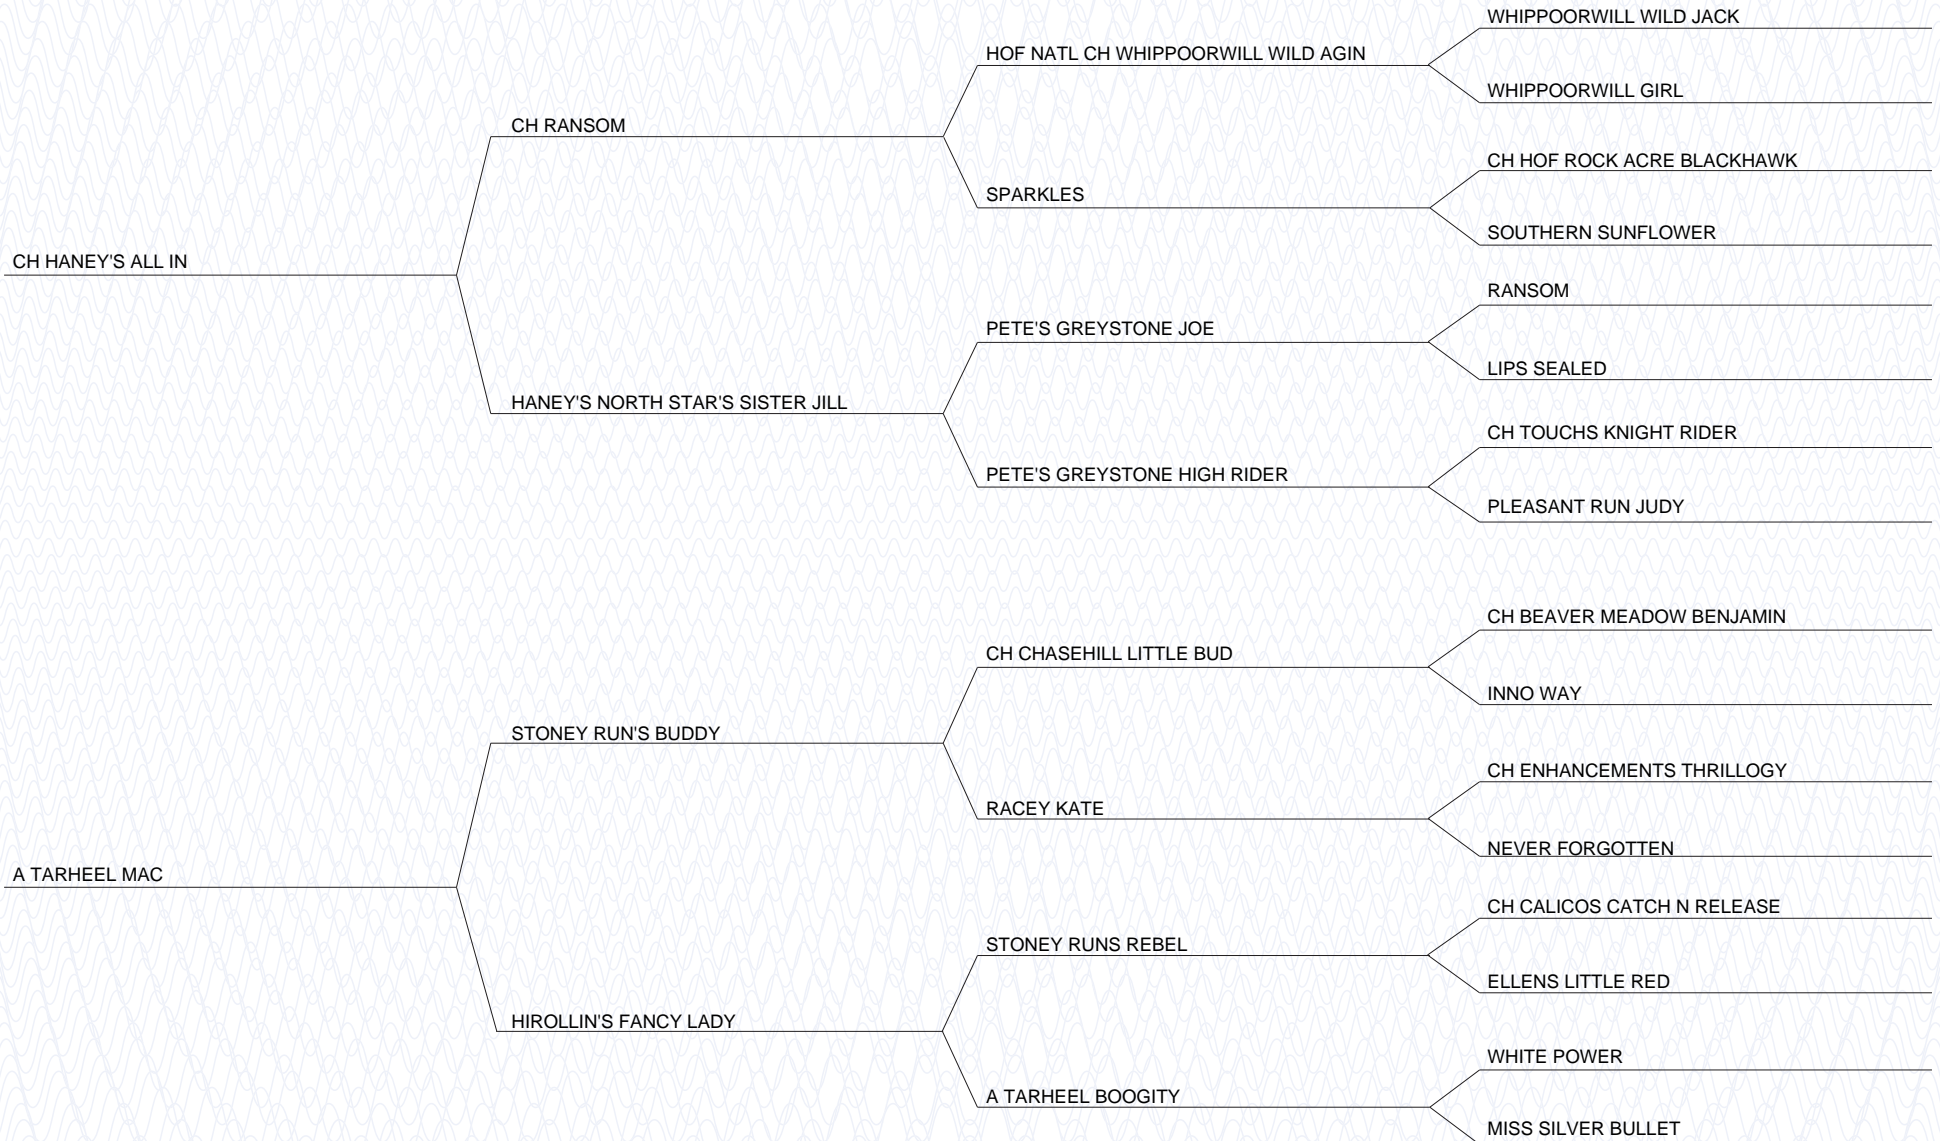 WHIPPOORWILL WILD JACK
HOF NATL CH WHIPPOORWILL WILD AGIN
WHIPPOORWILL GIRL
CH RANSOM
CH HOF ROCK ACRE BLACKHAWK
SPARKLES
SOUTHERN SUNFLOWER
CH HANEY'S ALL IN
RANSOM
PETE'S GREYSTONE JOE
LIPS SEALED
HANEY'S NORTH STAR'S SISTER JILL
CH TOUCHS KNIGHT RIDER
PETE'S GREYSTONE HIGH RIDER
PLEASANT RUN JUDY
CH BEAVER MEADOW BENJAMIN
CH CHASEHILL LITTLE BUD
INNO WAY
STONEY RUN'S BUDDY
CH ENHANCEMENTS THRILLOGY
RACEY KATE
NEVER FORGOTTEN
A TARHEEL MAC
CH CALICOS CATCH N RELEASE
STONEY RUNS REBEL
ELLENS LITTLE RED
HIROLLIN'S FANCY LADY
WHITE POWER
A TARHEEL BOOGITY
MISS SILVER BULLET